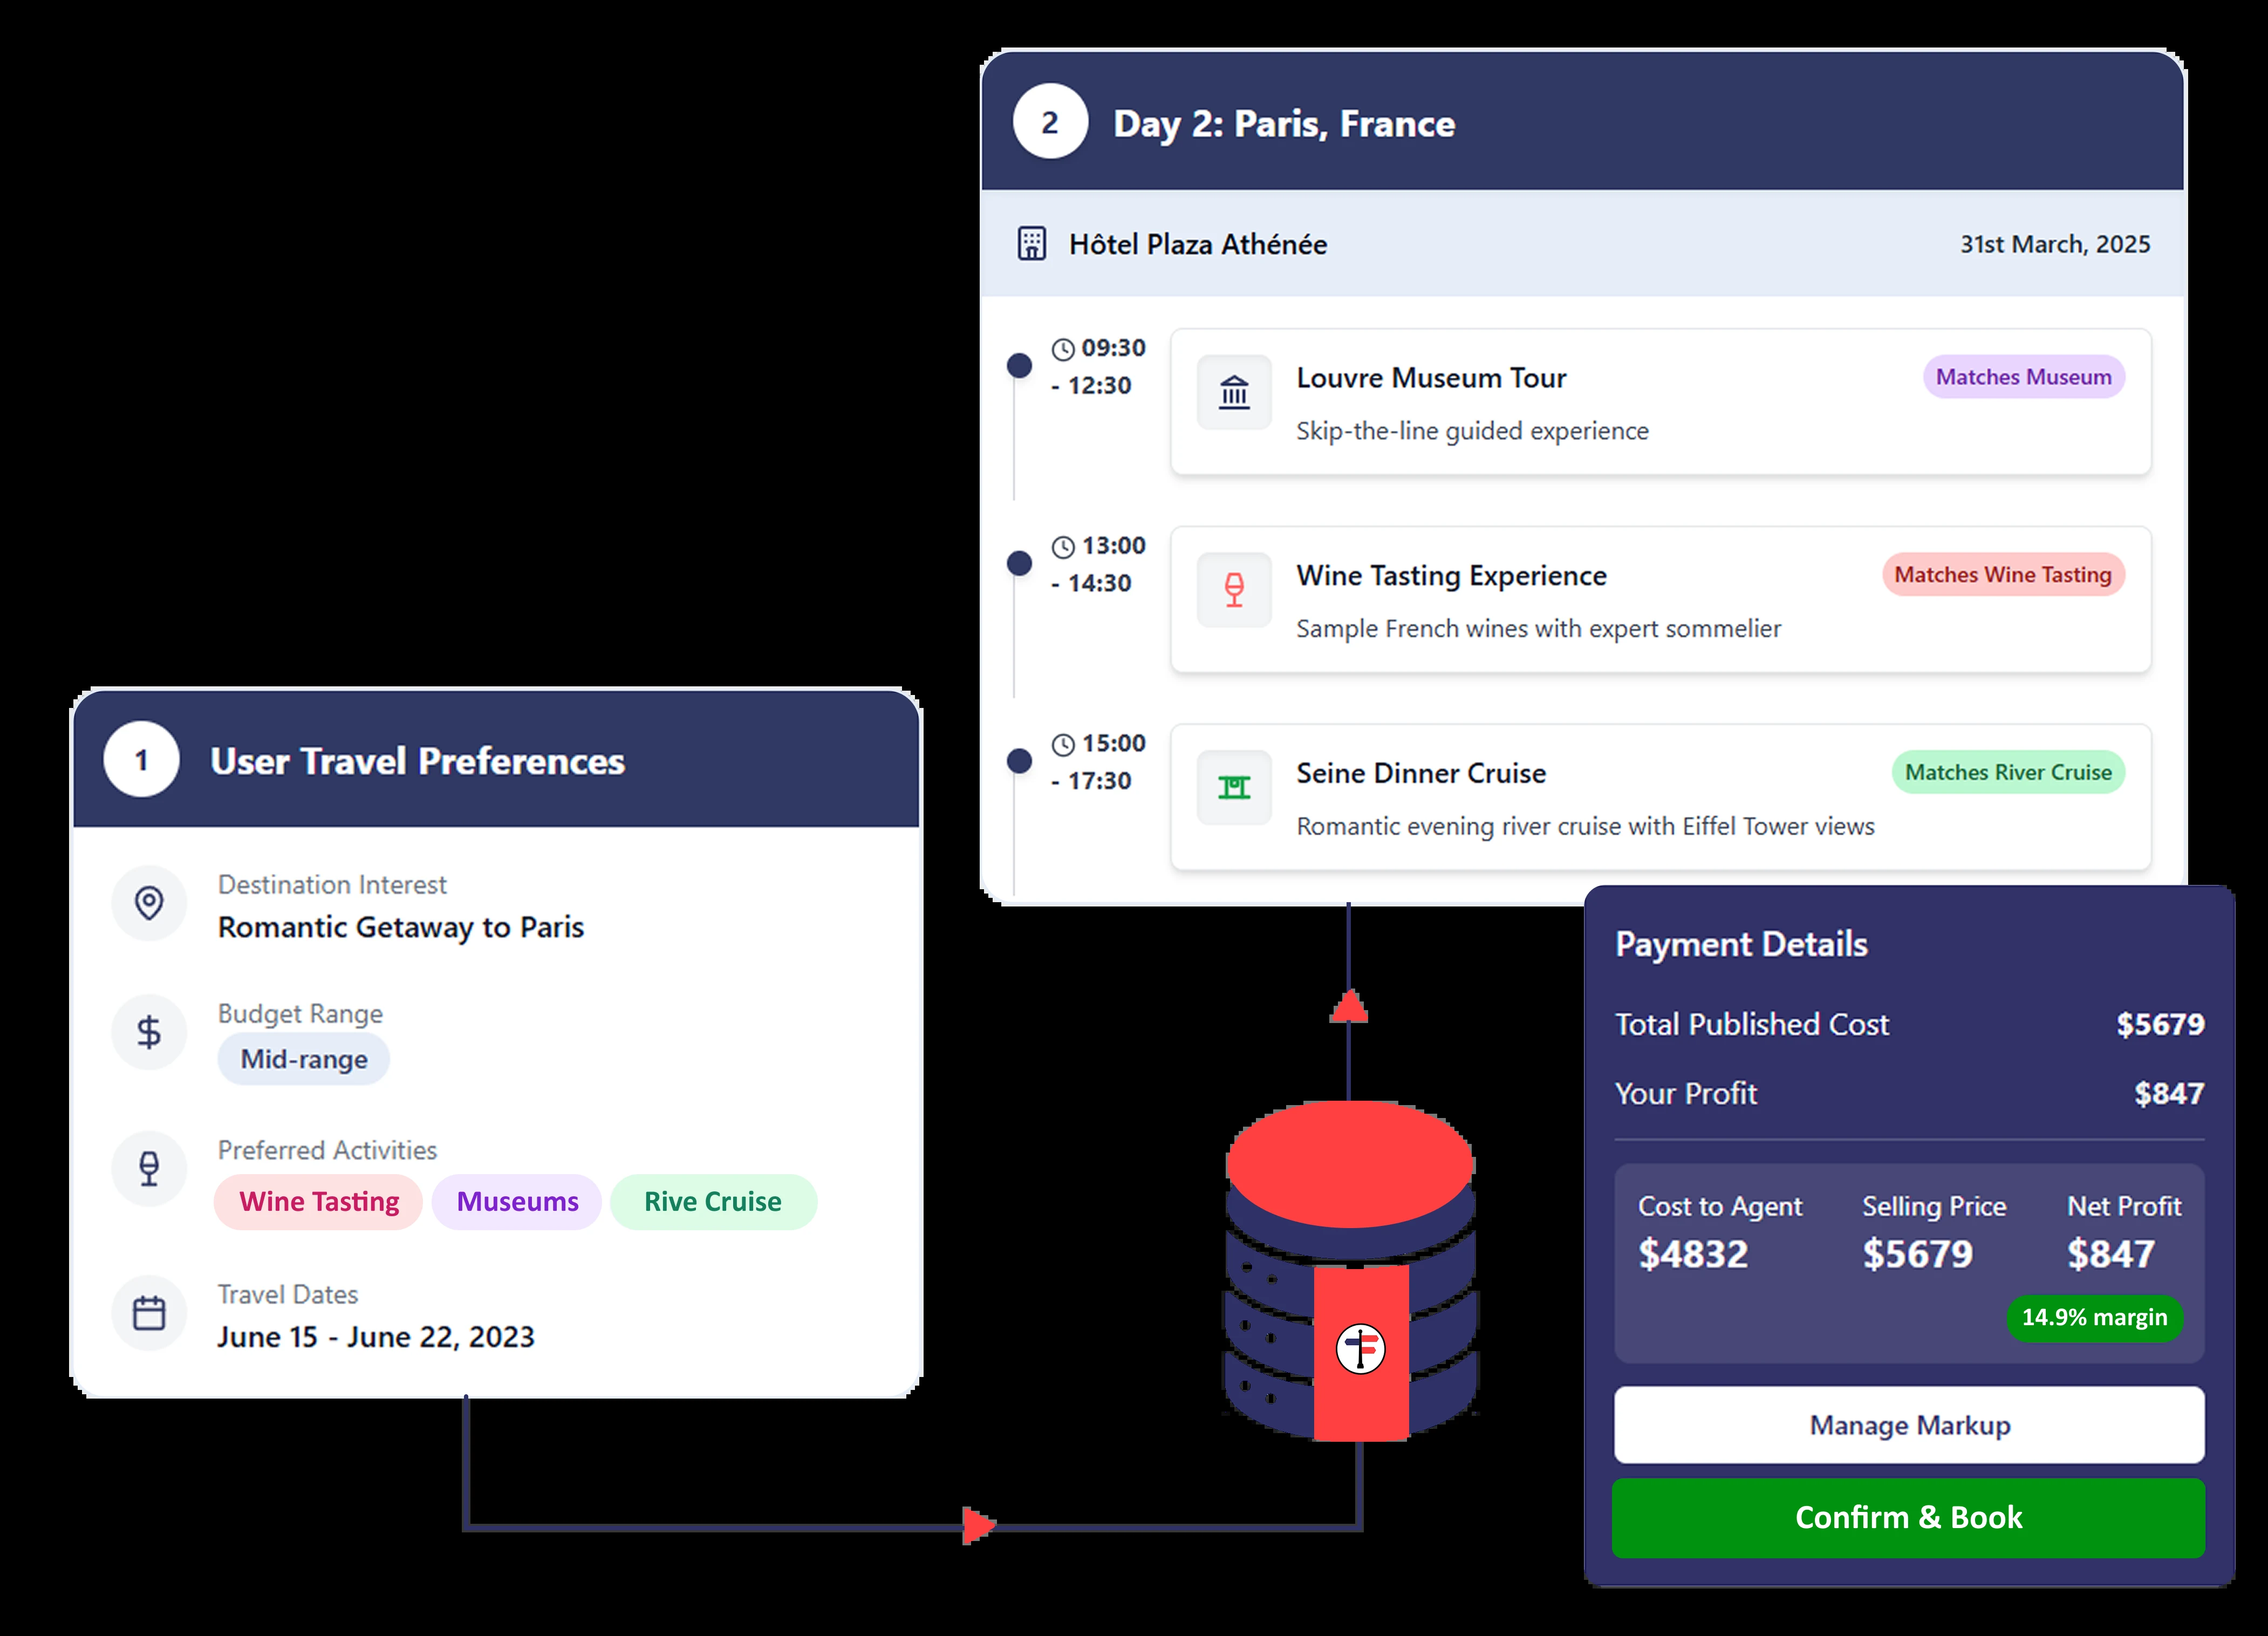 1
User Travel Preferences
Destination Interest
Romantic Getaway to Paris
Budget Range
Mid-range
Preferred Activities
Wine Tasting Museums Rive Cruise
Travel Dates
June 15 - June 22, 2023
2
Day 2: Paris, France
Hôtel Plaza Athénée 31st March, 2025
09:30
- 12:30
Louvre Museum Tour Matches Museum
Skip-the-line guided experience
13:00
- 14:30
Wine Tasting Experience Matches Wine Tasting
Sample French wines with expert sommelier
15:00
- 17:30
Seine Dinner Cruise Matches River Cruise
Romantic evening river cruise with Eiffel Tower views
Payment Details
Total Published Cost $5679
Your Profit $847
Cost to Agent Selling Price Net Profit
$4832 $5679 $847
14.9% margin
Manage Markup
Confirm & Book